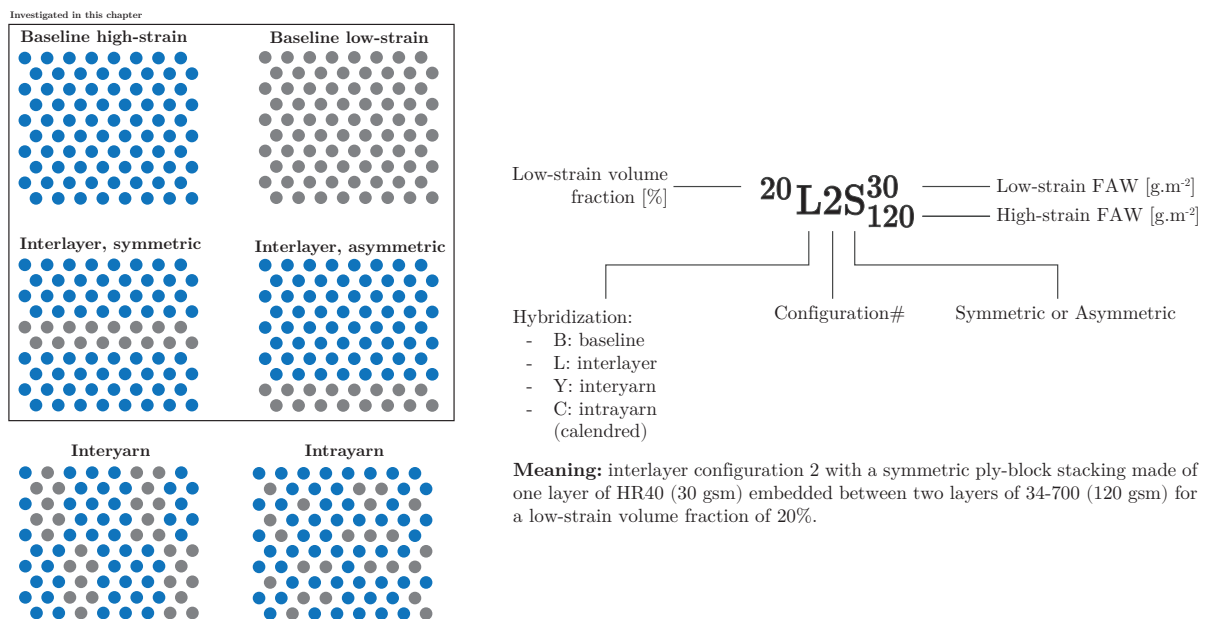 Investigated in this chapter
Baseline high-strain
Baseline low-strain
Interlayer, symmetric
Interlayer, asymmetric
Interyarn
Intrayarn
Low-strain volume
fraction [%]
20L2S30
120
Low-strain FAW [g.m-2]
High-strain FAW [g.m-2]
Hybridization:
- B: baseline
- L: interlayer
- Y: interyarn
- C: intrayarn
(calendred)
Configuration#
Symmetric or Asymmetric
Meaning: interlayer configuration 2 with a symmetric ply-block stacking made of
one layer of HR40 (30 gsm) embedded between two layers of 34-700 (120 gsm) for
a low-strain volume fraction of 20%.